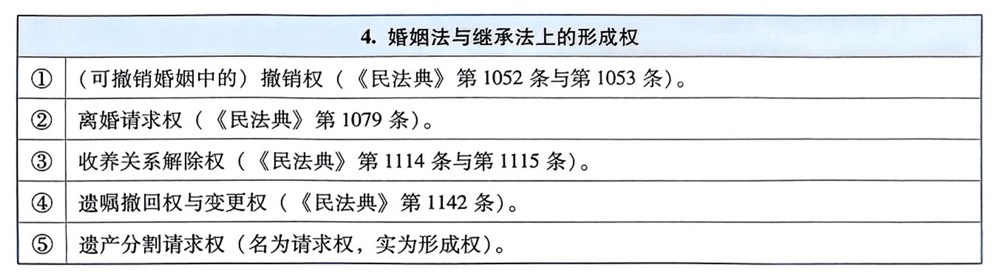 4. 婚姻法与继承法上的形成权
① (可撤销婚姻中的) 撤销权 (《民法典》第 1052 条与第 1053 条)。
② 离婚请求权 (《民法典》第 1079 条)。
③ 收养关系解除权 (《民法典》第 1114 条与第 1115 条)。
④ 遗嘱撤回权与变更权 (《民法典》第 1142 条)。
⑤ 遗产分割请求权 (名为请求权, 实为形成权)。